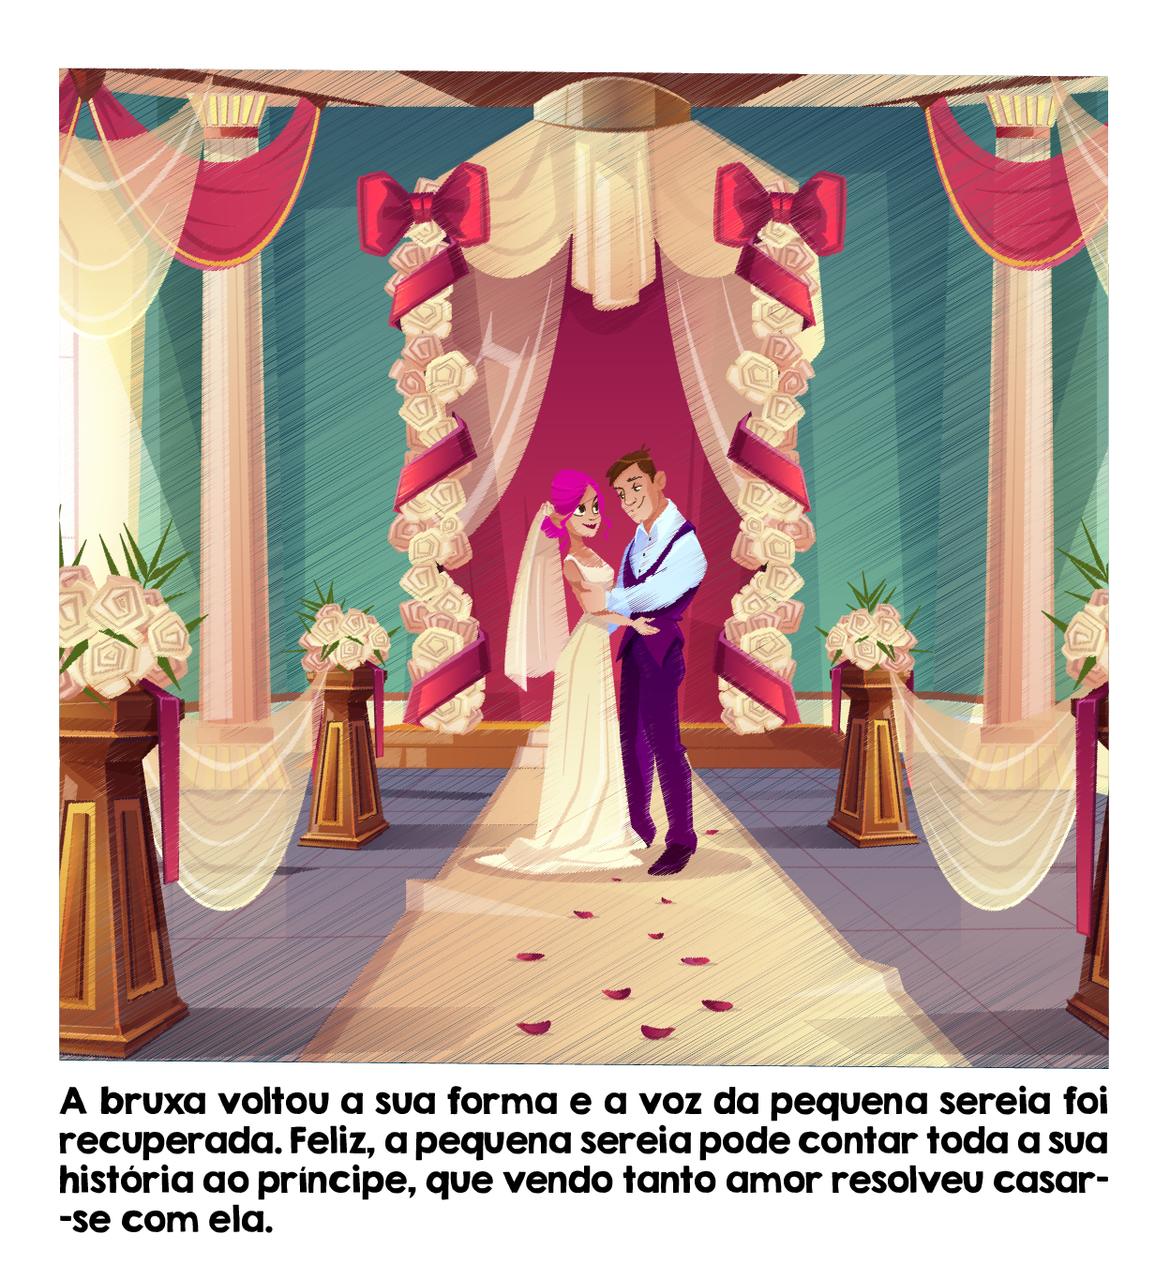 A bruxa voltou a sua forma e a voz da pequena sereia foi
recuperada. Feliz, a pequena sereia pode contar toda a sua
história ao príncipe, que vendo tanto amor resolveu casar-
-se com ela.